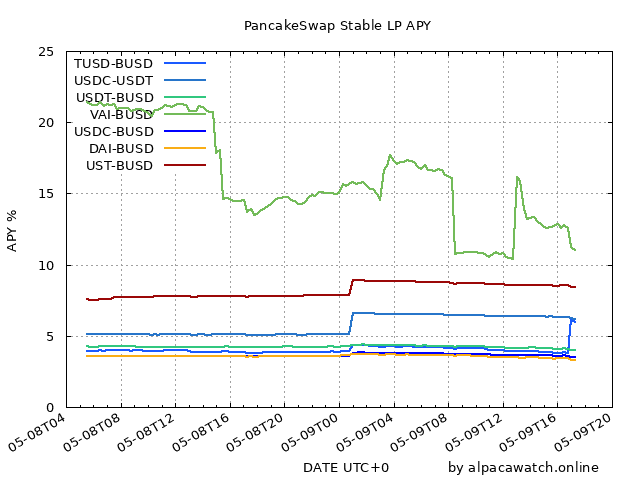 PancakeSwap Stable LP APY
25
20
15
10
5
0
APY %
TUSD-BUSD
USDC-USDT
USDT-BUSD
VAI-BUSD
USDC-BUSD
DAI-BUSD
UST-BUSD
05-08T04
05-08T08
05-08T12
05-08T16
05-08T20
05-09T00
05-09T04
05-09T08
05-09T12
05-09T16
05-09T20
DATE UTC+0
by alpacawatch.online